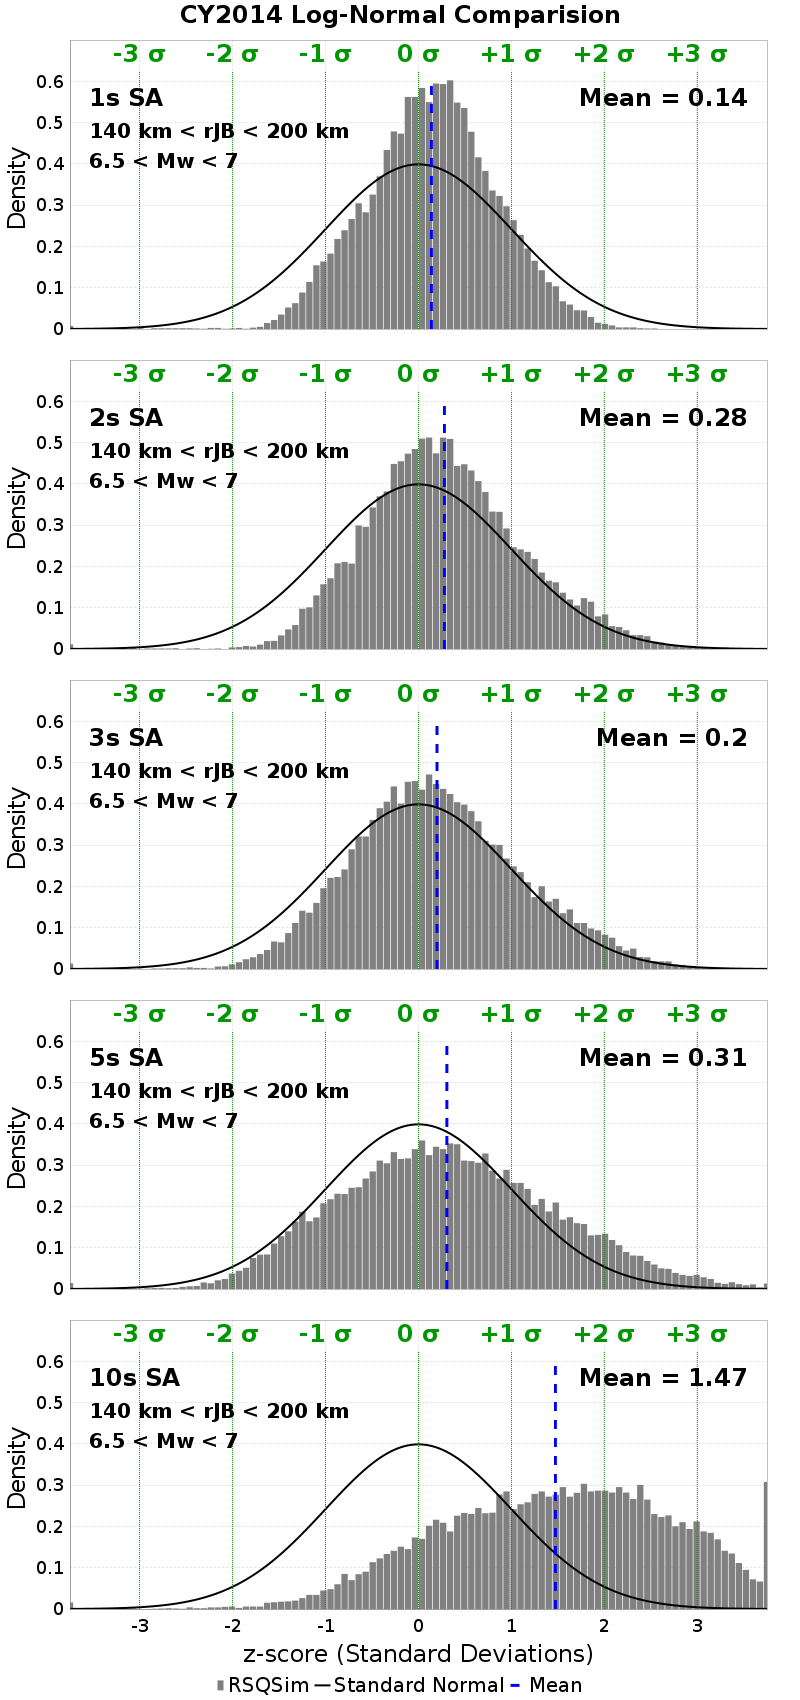 CY2014 Log-Normal Comparision
-3 σ -2 σ -1 σ 0 σ +1 σ +2 σ +3 σ
1s SA Mean = 0.14
140 km < rJB < 200 km
6.5 < Mw < 7
Density
0.6
0.5
0.4
0.3
0.2
0.1
0
-3 σ -2 σ -1 σ 0 σ +1 σ +2 σ +3 σ
2s SA Mean = 0.28
140 km < rJB < 200 km
6.5 < Mw < 7
Density
0.6
0.5
0.4
0.3
0.2
0.1
0
-3 σ -2 σ -1 σ 0 σ +1 σ +2 σ +3 σ
3s SA Mean = 0.2
140 km < rJB < 200 km
6.5 < Mw < 7
Density
0.6
0.5
0.4
0.3
0.2
0.1
0
-3 σ -2 σ -1 σ 0 σ +1 σ +2 σ +3 σ
5s SA Mean = 0.31
140 km < rJB < 200 km
6.5 < Mw < 7
Density
0.6
0.5
0.4
0.3
0.2
0.1
0
-3 σ -2 σ -1 σ 0 σ +1 σ +2 σ +3 σ
10s SA Mean = 1.47
140 km < rJB < 200 km
6.5 < Mw < 7
Density
0.6
0.5
0.4
0.3
0.2
0.1
0
-3 -2 -1 0 1 2 3
z-score (Standard Deviations)
RSQSim Standard Normal Mean